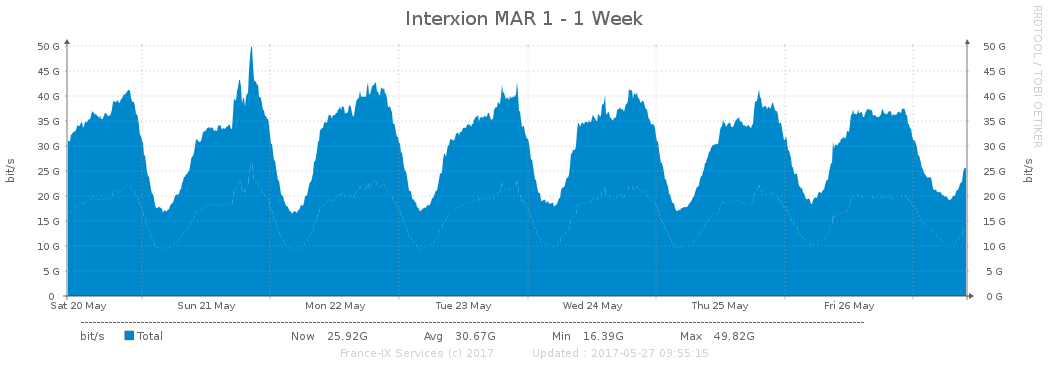 Interxion MAR 1 - 1 Week
RRDTOOL / TOBI OETIKER
bit/s
50 G 50 G
45 G 45 G
40 G 40 G
35 G 35 G
30 G 30 G
25 G 25 G
20 G 20 G
15 G 15 G
10 G 10 G
5 G 5 G
0 0 G
bit/s
Sat 20 May Sun 21 May Mon 22 May Tue 23 May Wed 24 May Thu 25 May Fri 26 May
bit/s Total Now 25.92G Avg 30.67G Min 16.39G Max 49.82G
France-IX Services (c) 2017 Updated : 2017-05-27 09:55:15